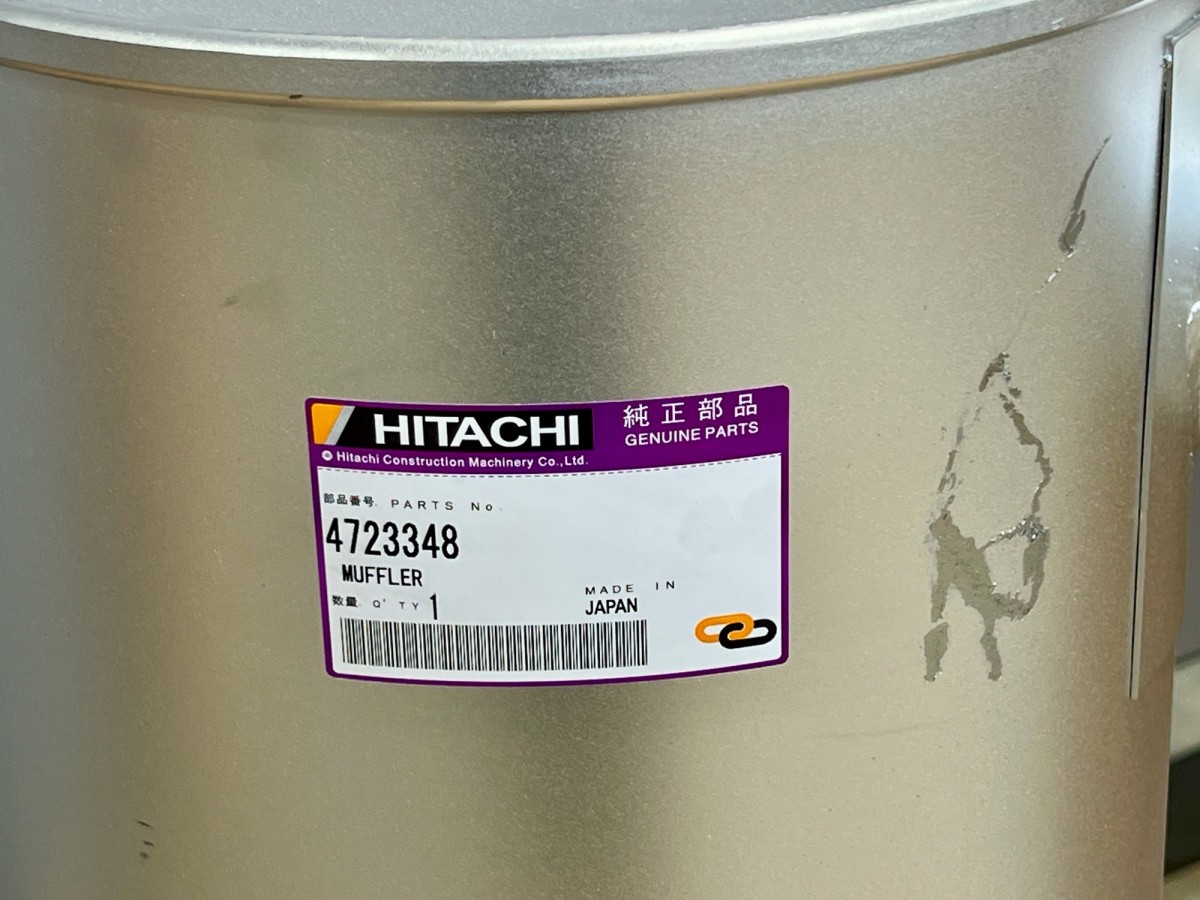 HITACHI
純正部品
GENUINE PARTS
Hitachi Construction Machinery Co.,Ltd.
部品番号. PARTS No.
4723348
MUFFLER
数量. Q'TY 1
MADE IN
JAPAN